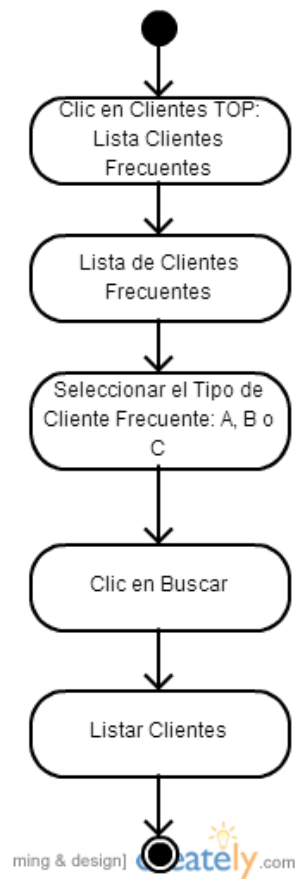 Clic en Clientes TOP:
Lista Clientes
Frecuentes
Lista de Clientes
Frecuentes
Seleccionar el Tipo de
Cliente Frecuente: A, B o
C
Clic en Buscar
Listar Clientes
ming & design] creately.com